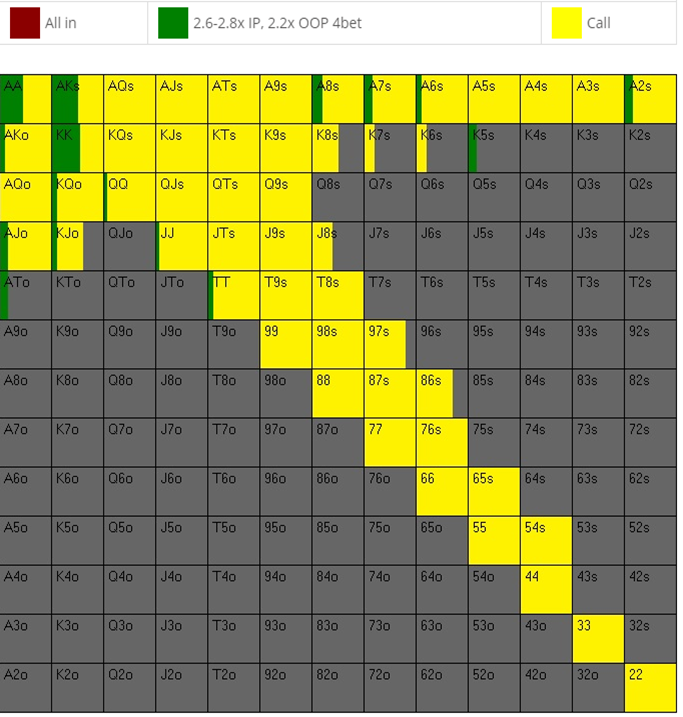 All in 2.6-2.8x IP, 2.2x OOP 4bet Call
AA AKs AQs AJs ATs A9s A8s A7s A6s A5s A4s A3s A2s
AKo KK KQs KJs KTs K9s K8s K7s K6s K5s K4s K3s K2s
AQo KQo QQ QJs QTs Q9s Q8s Q7s Q6s Q5s Q4s Q3s Q2s
AJo KJo QJo JJ JTs J9s J8s J7s J6s J5s J4s J3s J2s
ATo KTo QTo JTo TT T9s T8s T7s T6s T5s T4s T3s T2s
A9o K9o Q9o J9o T9o 99 98s 97s 96s 95s 94s 93s 92s
A8o K8o Q8o J8o T8o 98o 88 87s 86s 85s 84s 83s 82s
A7o K7o Q7o J7o T7o 97o 87o 77 76s 75s 74s 73s 72s
A6o K6o Q6o J6o T6o 96o 86o 76o 66 65s 64s 63s 62s
A5o K5o Q5o J5o T5o 95o 85o 75o 65o 55 54s 53s 52s
A4o K4o Q4o J4o T4o 94o 84o 74o 64o 54o 44 43s 42s
A3o K3o Q3o J3o T3o 93o 83o 73o 63o 53o 43o 33 32s
A2o K2o Q2o J2o T2o 92o 82o 72o 62o 52o 42o 32o 22